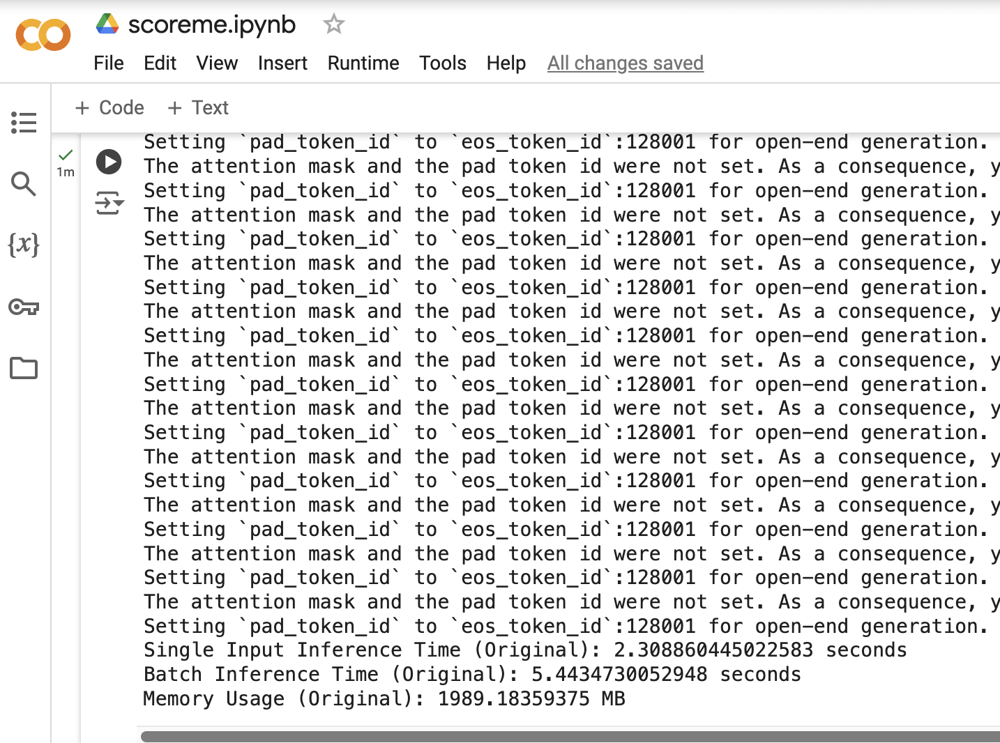 scoreme.ipynb
File Edit View Insert Runtime Tools Help All changes saved
+ Code + Text
1m
{x}
Setting `pad_token_id` to `eos_token_id`:128001 for open-end generation.
The attention mask and the pad token id were not set. As a consequence, y
Setting `pad_token_id` to `eos_token_id`:128001 for open-end generation.
The attention mask and the pad token id were not set. As a consequence, y
Setting `pad_token_id` to `eos_token_id`:128001 for open-end generation.
The attention mask and the pad token id were not set. As a consequence, y
Setting `pad_token_id` to `eos_token_id`:128001 for open-end generation.
The attention mask and the pad token id were not set. As a consequence, y
Setting `pad_token_id` to `eos_token_id`:128001 for open-end generation.
The attention mask and the pad token id were not set. As a consequence, y
Setting `pad_token_id` to `eos_token_id`:128001 for open-end generation.
The attention mask and the pad token id were not set. As a consequence, y
Setting `pad_token_id` to `eos_token_id`:128001 for open-end generation.
The attention mask and the pad token id were not set. As a consequence, y
Setting `pad_token_id` to `eos_token_id`:128001 for open-end generation.
The attention mask and the pad token id were not set. As a consequence, y
Setting `pad_token_id` to `eos_token_id`:128001 for open-end generation.
The attention mask and the pad token id were not set. As a consequence, y
Setting `pad_token_id` to `eos_token_id`:128001 for open-end generation.
The attention mask and the pad token id were not set. As a consequence, y
Setting `pad_token_id` to `eos_token_id`:128001 for open-end generation.
Single Input Inference Time (Original): 2.308860445022583 seconds
Batch Inference Time (Original): 5.4434730052948 seconds
Memory Usage (Original): 1989.18359375 MB